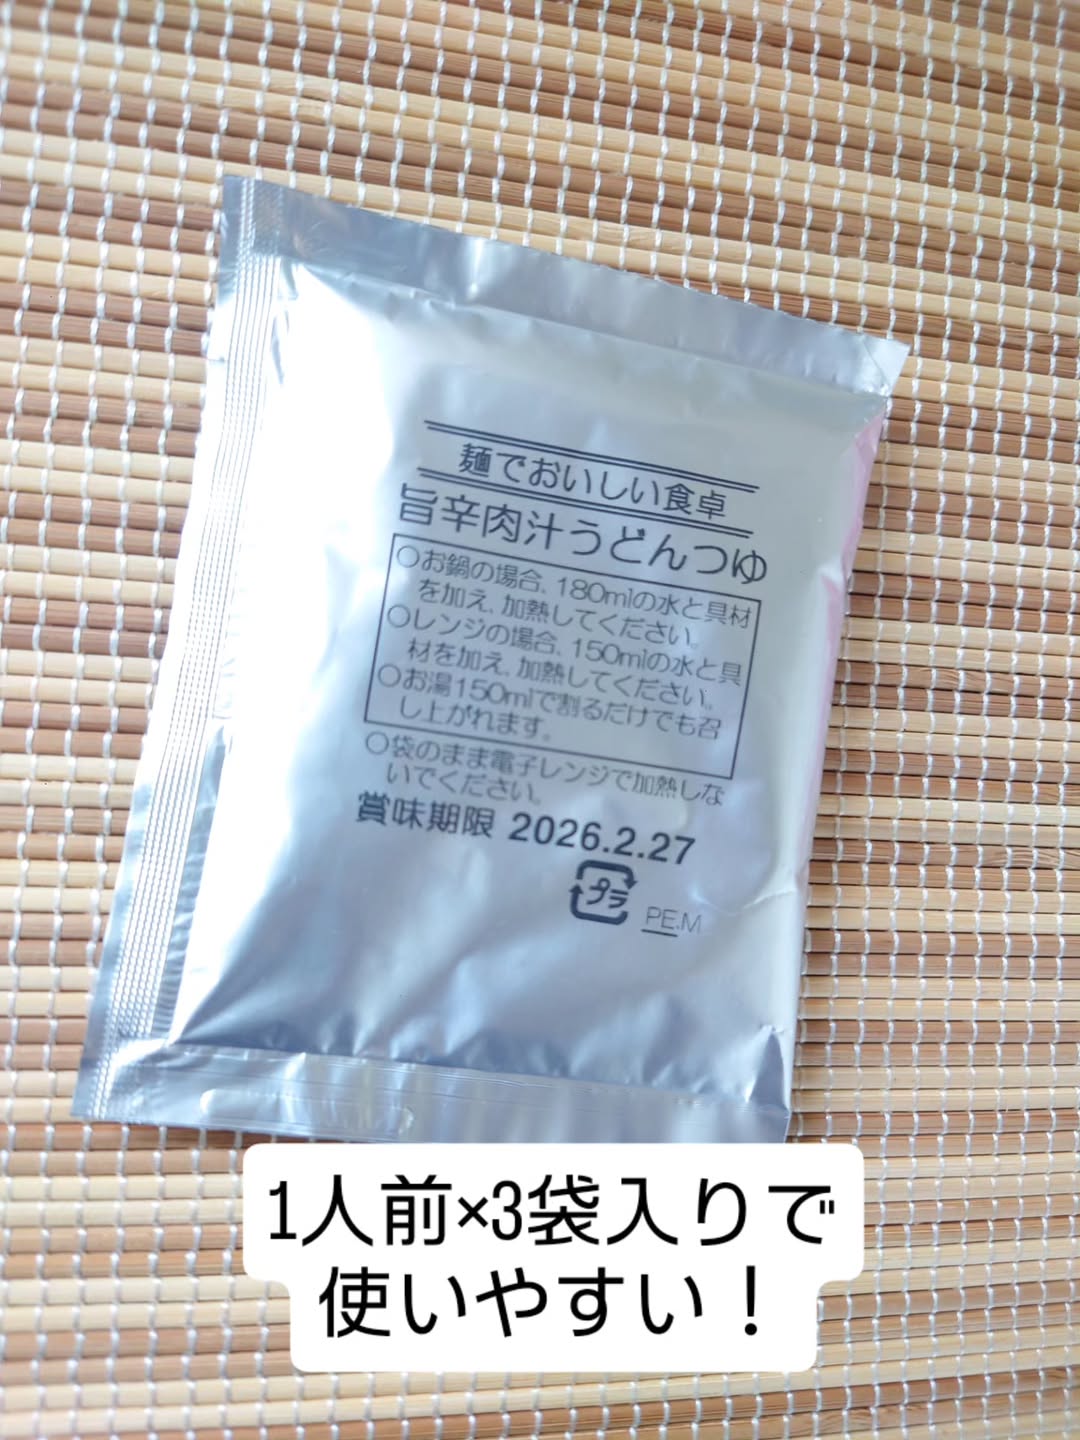 麺でおいしい食卓
旨辛肉汁うどんつゆ
○お鍋の場合、180mlの水と具材
を加え、加熱してください。
○レンジの場合、150mlの水と具
材を加え、加熱してください。
○お湯150mlで割るだけでも召
し上がれます。
○袋のまま電子レンジで加熱しな
いでください。
賞味期限 2026.2.27
プラ
PE.M
1人前×3袋入りで
使いやすい！